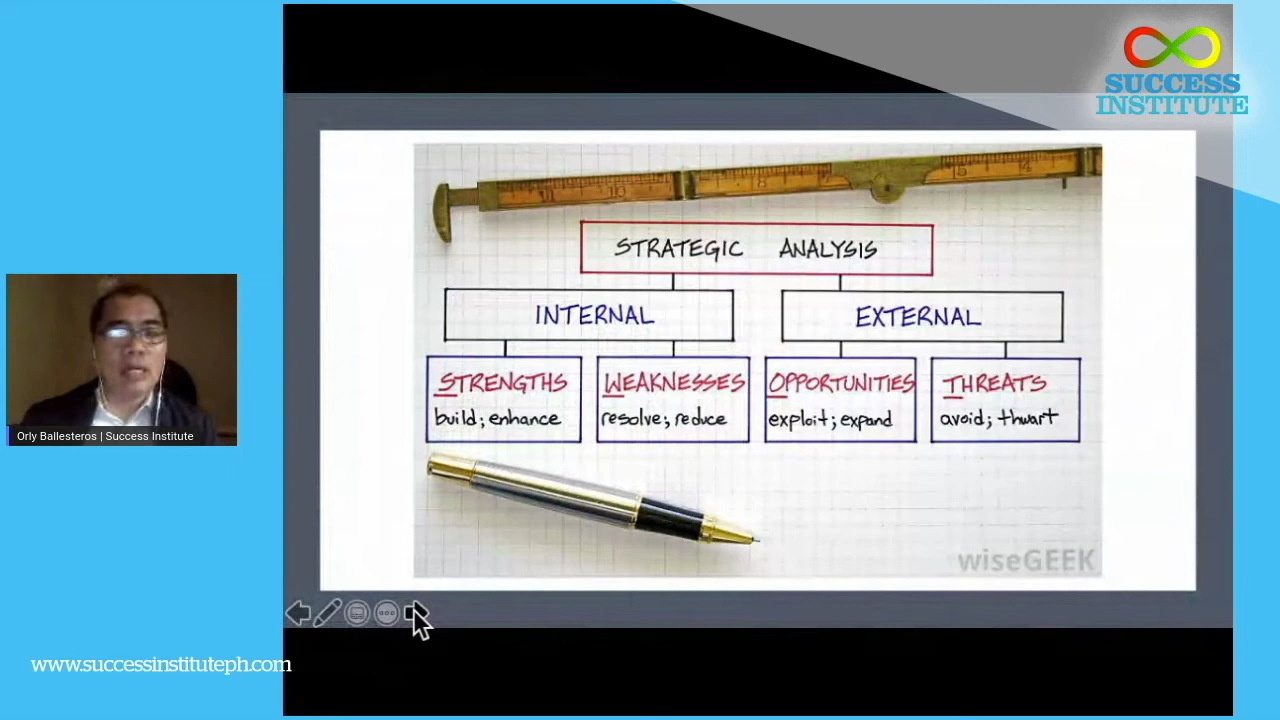 SUCCESS
INSTITUTE
STRATEGIC ANALYSIS
INTERNAL
EXTERNAL
STRENGTHS
build; enhance
WEAKNESSES
resolve; reduce
OPPORTUNITIES
exploit; expand
THREATS
avoid; thwart
wiseGEEK
Orly Ballesteros | Success Institute
www.successinstituteph.com